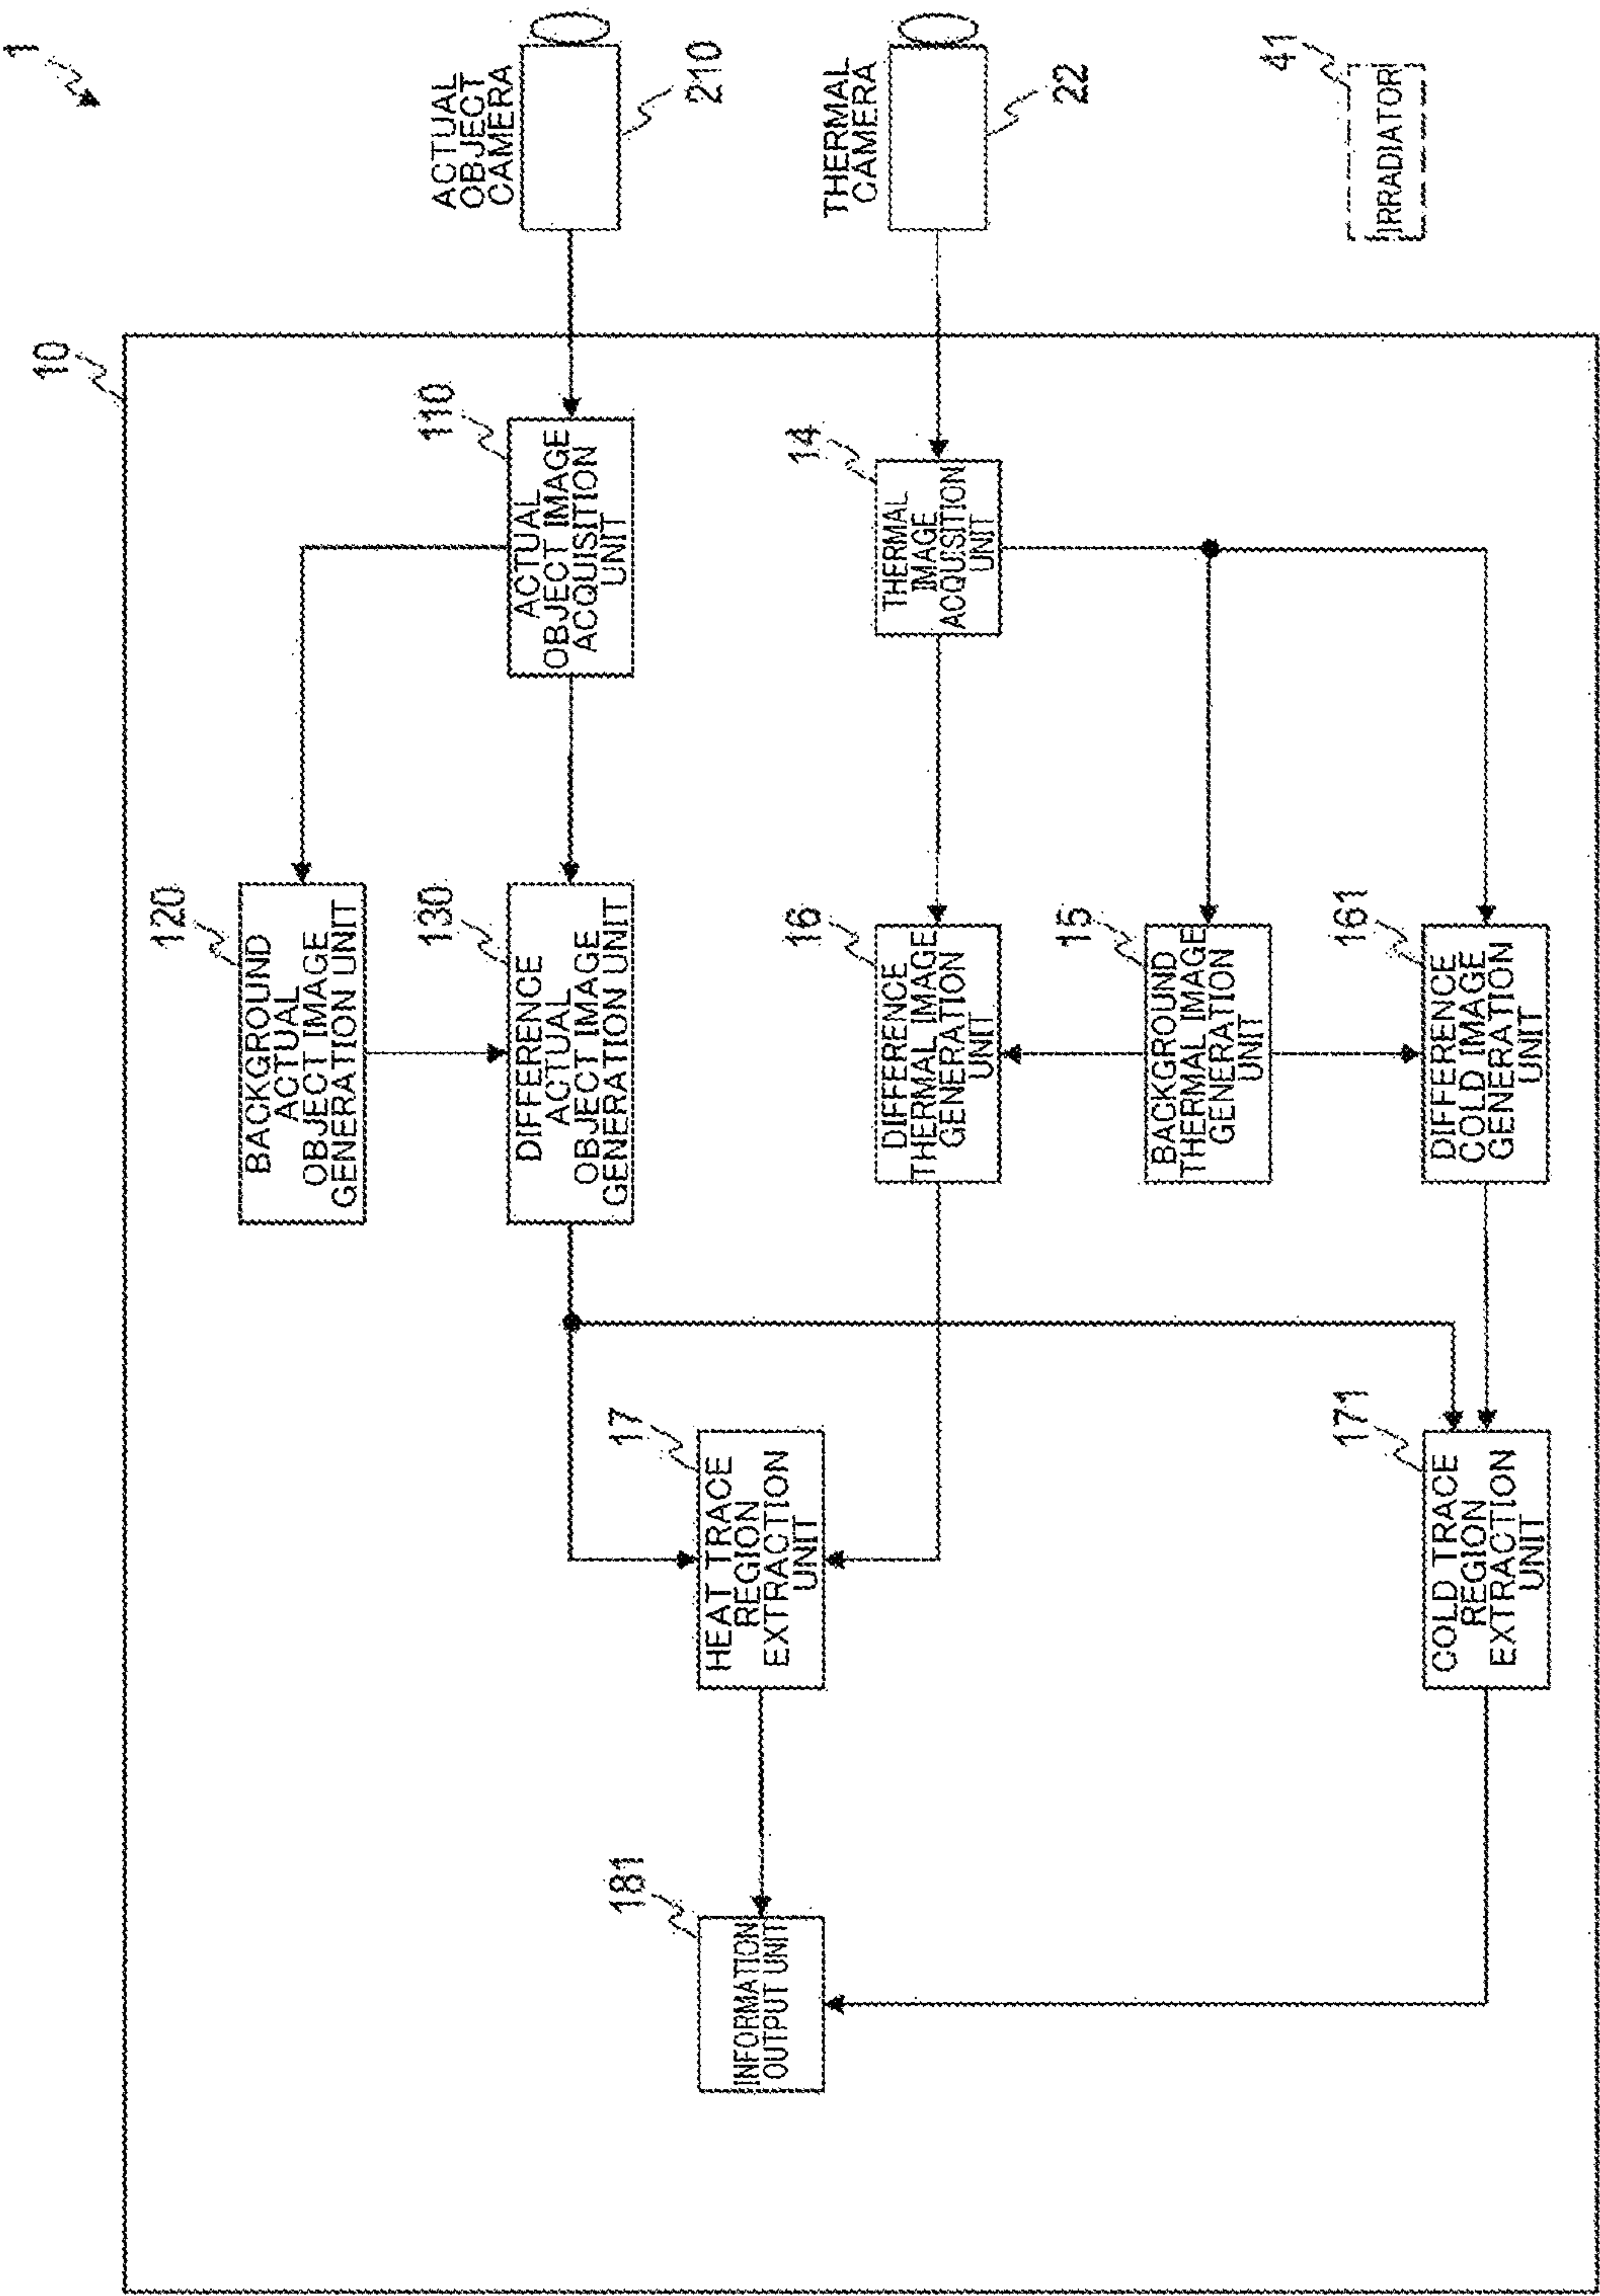 1
ACTUAL
OBJECT
CAMERA
210
THERMAL
CAMERA
22
41
IRRADIATOR
10
110
ACTUAL
OBJECT IMAGE
ACQUISITION
UNIT
14
THERMAL
IMAGE
ACQUISITION
UNIT
120
BACKGROUND
ACTUAL
OBJECT IMAGE
GENERATION UNIT
130
DIFFERENCE
ACTUAL
OBJECT IMAGE
GENERATION UNIT
16
DIFFERENCE
THERMAL IMAGE
GENERATION
UNIT
15
BACKGROUND
THERMAL IMAGE
GENERATION
UNIT
161
DIFFERENCE
COLD IMAGE
GENERATION
UNIT
17
HEAT TRACE
REGION
EXTRACTION
UNIT
171
COLD TRACE
REGION
EXTRACTION
UNIT
181
INFORMATION
OUTPUT UNIT